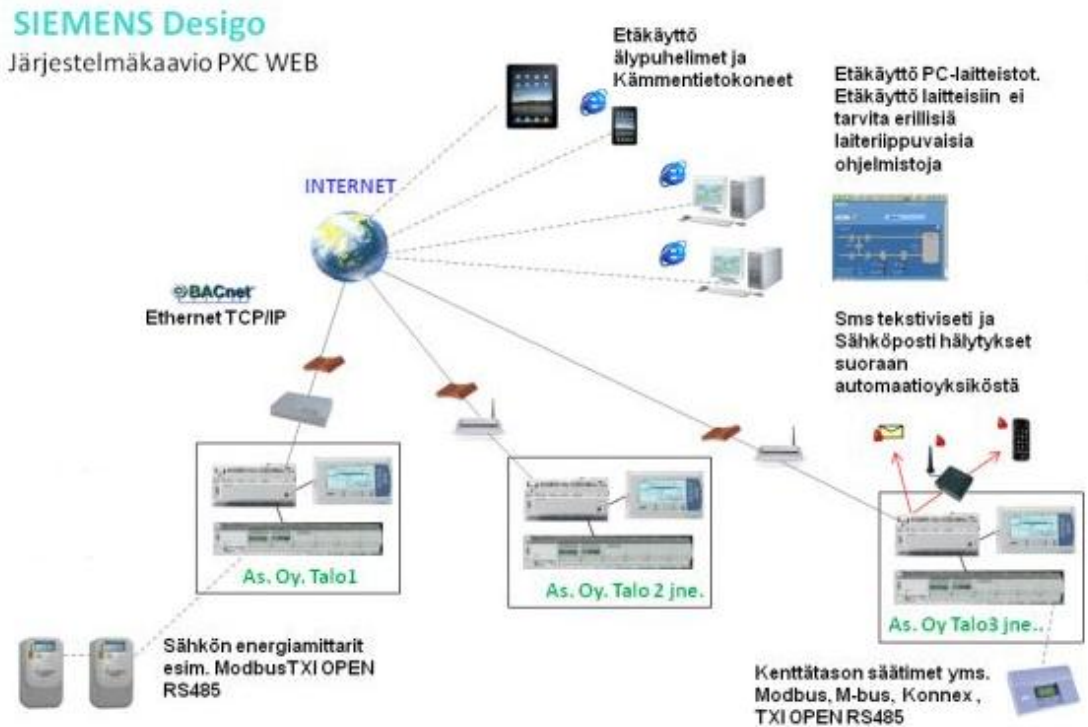 SIEMENS Desigo
Järjestelmäkaavio PXC WEB
Etäkäyttö
älypuhelimet ja
Kämmentietokoneet
Etäkäyttö PC-laitteistot.
Etäkäyttö laitteisiin ei
tarvita erillisiä
laiteriippuvaisia
ohjelmistoja
INTERNET
BACnet
Ethernet TCP/IP
Sms tekstiviseti ja
Sähköposti hälytykset
suoraan
automaatioyksiköstä
As. Oy. Talo1
As. Oy. Talo 2 jne.
As. Oy Talo3 jne..
Sähkön energiamittarit
esim. ModbusTXI OPEN
RS485
Kenttätason säätimet yms.
Modbus, M-bus, Konnex ,
TXI OPEN RS485